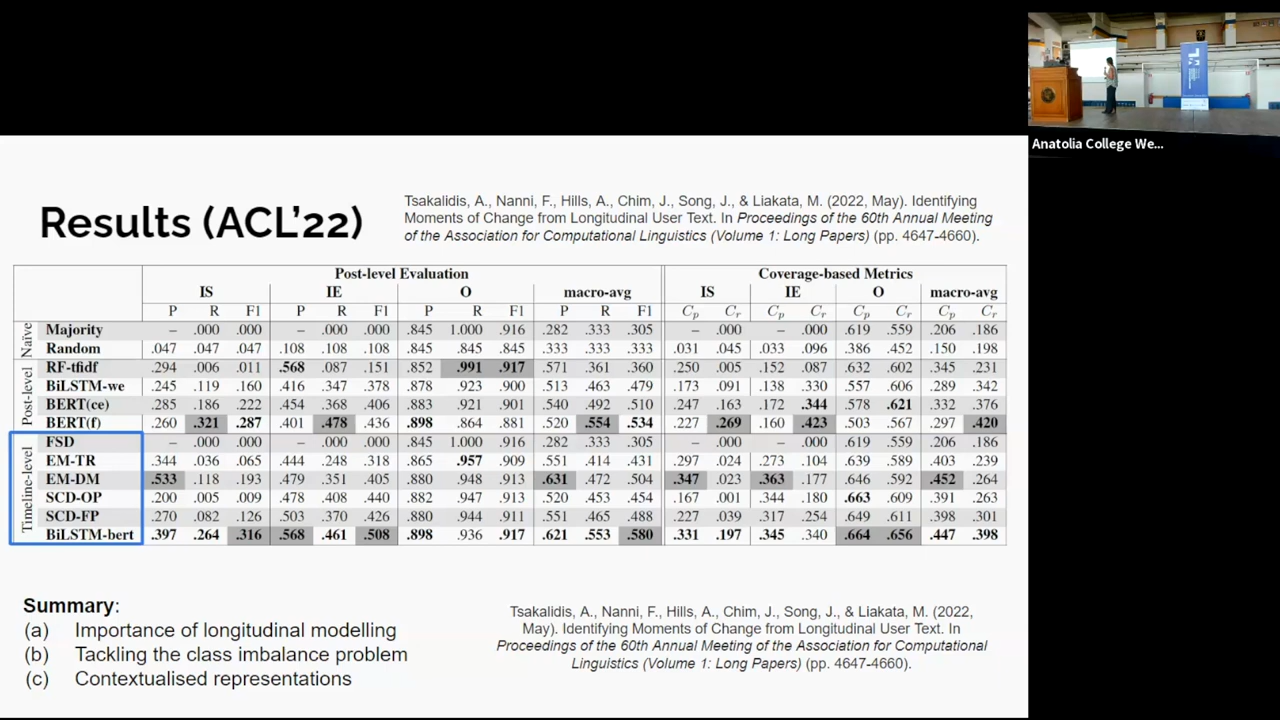 Anatolia College We...
Results (ACL'22)
Tsakalidis, A., Nanni, F., Hills, A., Chim, J., Song, J., & Liakata, M. (2022, May). Identifying
Moments of Change from Longitudinal User Text. In Proceedings of the 60th Annual Meeting
of the Association for Computational Linguistics (Volume 1: Long Papers) (pp. 4647-4660).
Post-level Evaluation Coverage-based Metrics
IS IE O macro-avg IS IE O macro-avg
P R F1 P R F1 P R F1 P R F1 Cp Cr Cp Cr Cp Cr Cp Cr
Naïve
Majority – .000 .000 – .000 .000 .845 1.000 .916 .282 .333 .305 – .000 – .000 .619 .559 .206 .186
Random .047 .047 .047 .108 .108 .108 .845 .845 .845 .333 .333 .333 .031 .045 .033 .096 .386 .452 .150 .198
Post-level
RF-tfidf .294 .006 .011 .568 .087 .151 .852 .991 .917 .571 .361 .360 .250 .005 .152 .087 .632 .602 .345 .231
BiLSTM-we .245 .119 .160 .416 .347 .378 .878 .923 .900 .513 .463 .479 .173 .091 .138 .330 .557 .606 .289 .342
BERT(ce) .285 .186 .222 .454 .368 .406 .883 .921 .901 .540 .492 .510 .247 .163 .172 .344 .578 .621 .332 .376
BERT(f) .260 .321 .287 .401 .478 .436 .898 .864 .881 .520 .554 .534 .227 .269 .160 .423 .503 .567 .297 .420
Timeline-level
FSD – .000 .000 – .000 .000 .845 1.000 .916 .282 .333 .305 – .000 – .000 .619 .559 .206 .186
EM-TR .344 .036 .065 .444 .248 .318 .865 .957 .909 .551 .414 .431 .297 .024 .273 .104 .639 .589 .403 .239
EM-DM .533 .118 .193 .479 .351 .405 .880 .948 .913 .631 .472 .504 .347 .023 .363 .177 .646 .592 .452 .264
SCD-OP .200 .005 .009 .478 .408 .440 .882 .947 .913 .520 .453 .454 .167 .001 .344 .180 .663 .609 .391 .263
SCD-FP .270 .082 .126 .503 .370 .426 .880 .944 .911 .551 .465 .488 .227 .039 .317 .254 .649 .611 .398 .301
BiLSTM-bert .397 .264 .316 .568 .461 .508 .898 .936 .917 .621 .553 .580 .331 .197 .345 .340 .664 .656 .447 .398
Summary:
(a) Importance of longitudinal modelling
(b) Tackling the class imbalance problem
(c) Contextualised representations
Tsakalidis, A., Nanni, F., Hills, A., Chim, J., Song, J., & Liakata, M. (2022,
May). Identifying Moments of Change from Longitudinal User Text. In
Proceedings of the 60th Annual Meeting of the Association for Computational
Linguistics (Volume 1: Long Papers) (pp. 4647-4660).